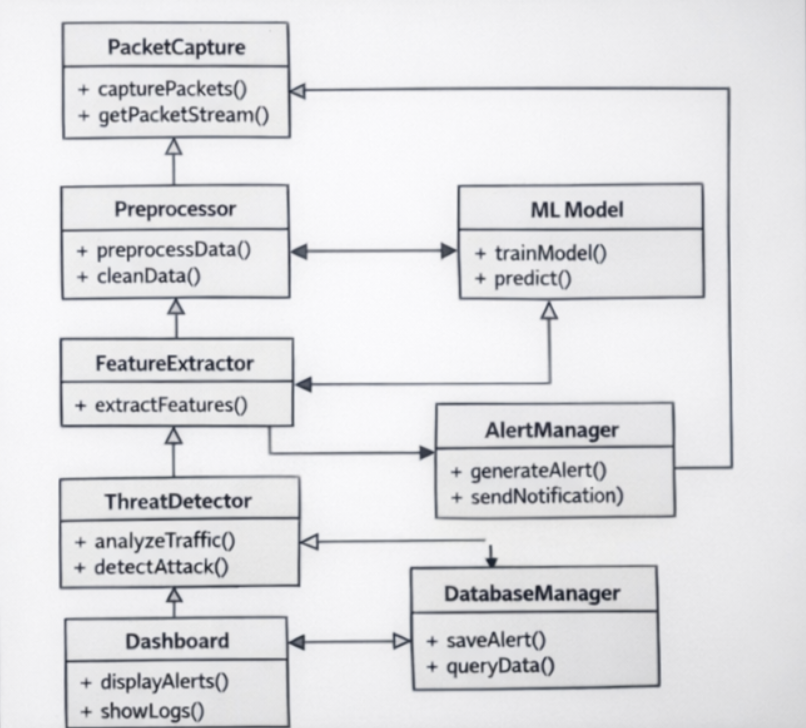 PacketCapture
+ capturePackets()
+ getPacketStream()
Preprocessor
+ preprocessData()
+ cleanData()
ML Model
+ trainModel()
+ predict()
FeatureExtractor
+ extractFeatures()
AlertManager
+ generateAlert()
+ sendNotification)
ThreatDetector
+ analyzeTraffic()
+ detectAttack()
DatabaseManager
+ saveAlert()
+ queryData()
Dashboard
+ displayAlerts()
+ showLogs()